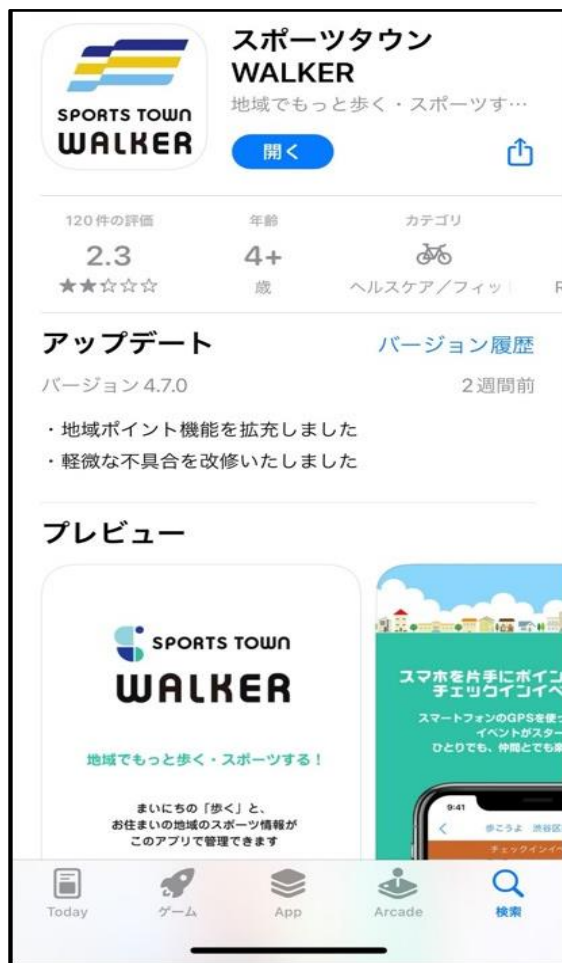 SPORTS TOWN
WALKER
スポーツタウン
WALKER
地域でもっと歩く・スポーツす…
開く
120件の評価
2.3
年齢
4+
歳
カテゴリ
ヘルスケア／フィッ
R
アップデート
バージョン履歴
バージョン 4.7.0
2週間前
・地域ポイント機能を拡充しました
・軽微な不具合を改修いたしました
プレビュー
SPORTS TOWN
WALKER
地域でもっと歩く・スポーツする！
まいにちの「歩く」と、
お住まいの地域のスポーツ情報が
このアプリで管理できます
スマホを片手にポイン
チェックインイベ
スマートフォンのGPSを使っ
イベントがスター
ひとりでも、仲間とでも楽
9:41
歩こうよ 渋谷区
チェックインイベ
Today
ゲーム
App
Arcade
検索